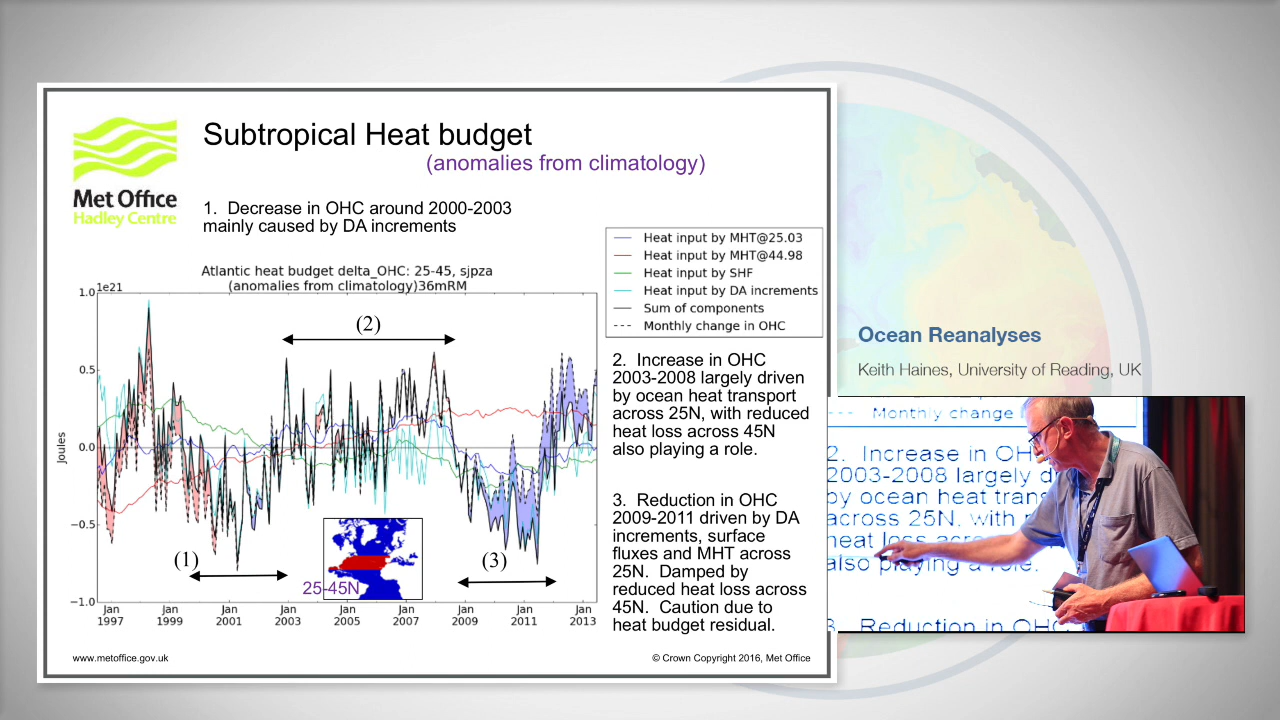 Subtropical Heat budget
(anomalies from climatology)
Met Office
Hadley Centre
1. Decrease in OHC around 2000-2003
mainly caused by DA increments
Atlantic heat budget delta_OHC: 25-45, sjpza
(anomalies from climatology)36mRM
1.0 1e21
0.5
0.0
−0.5
−1.0
Joules
Jan 1997
Jan 1999
Jan 2001
Jan 2003
Jan 2005
Jan 2007
Jan 2009
Jan 2011
Jan 2013
(2)
(1)
(3)
25-45N
Heat input by MHT@25.03
Heat input by MHT@44.98
Heat input by SHF
Heat input by DA increments
Sum of components
Monthly change in OHC
2. Increase in OHC
2003-2008 largely driven
by ocean heat transport
across 25N, with reduced
heat loss across 45N
also playing a role.
3. Reduction in OHC
2009-2011 driven by DA
increments, surface
fluxes and MHT across
25N. Damped by
reduced heat loss across
45N. Caution due to
heat budget residual.
www.metoffice.gov.uk
© Crown Copyright 2016, Met Office
Ocean Reanalyses
Keith Haines, University of Reading, UK
Monthly change
2. Increase in OH
2003-2008 largely dr
by ocean heat trans
across 25N, with r
heat loss acro
also playing a role.
3. Reduction in OHC